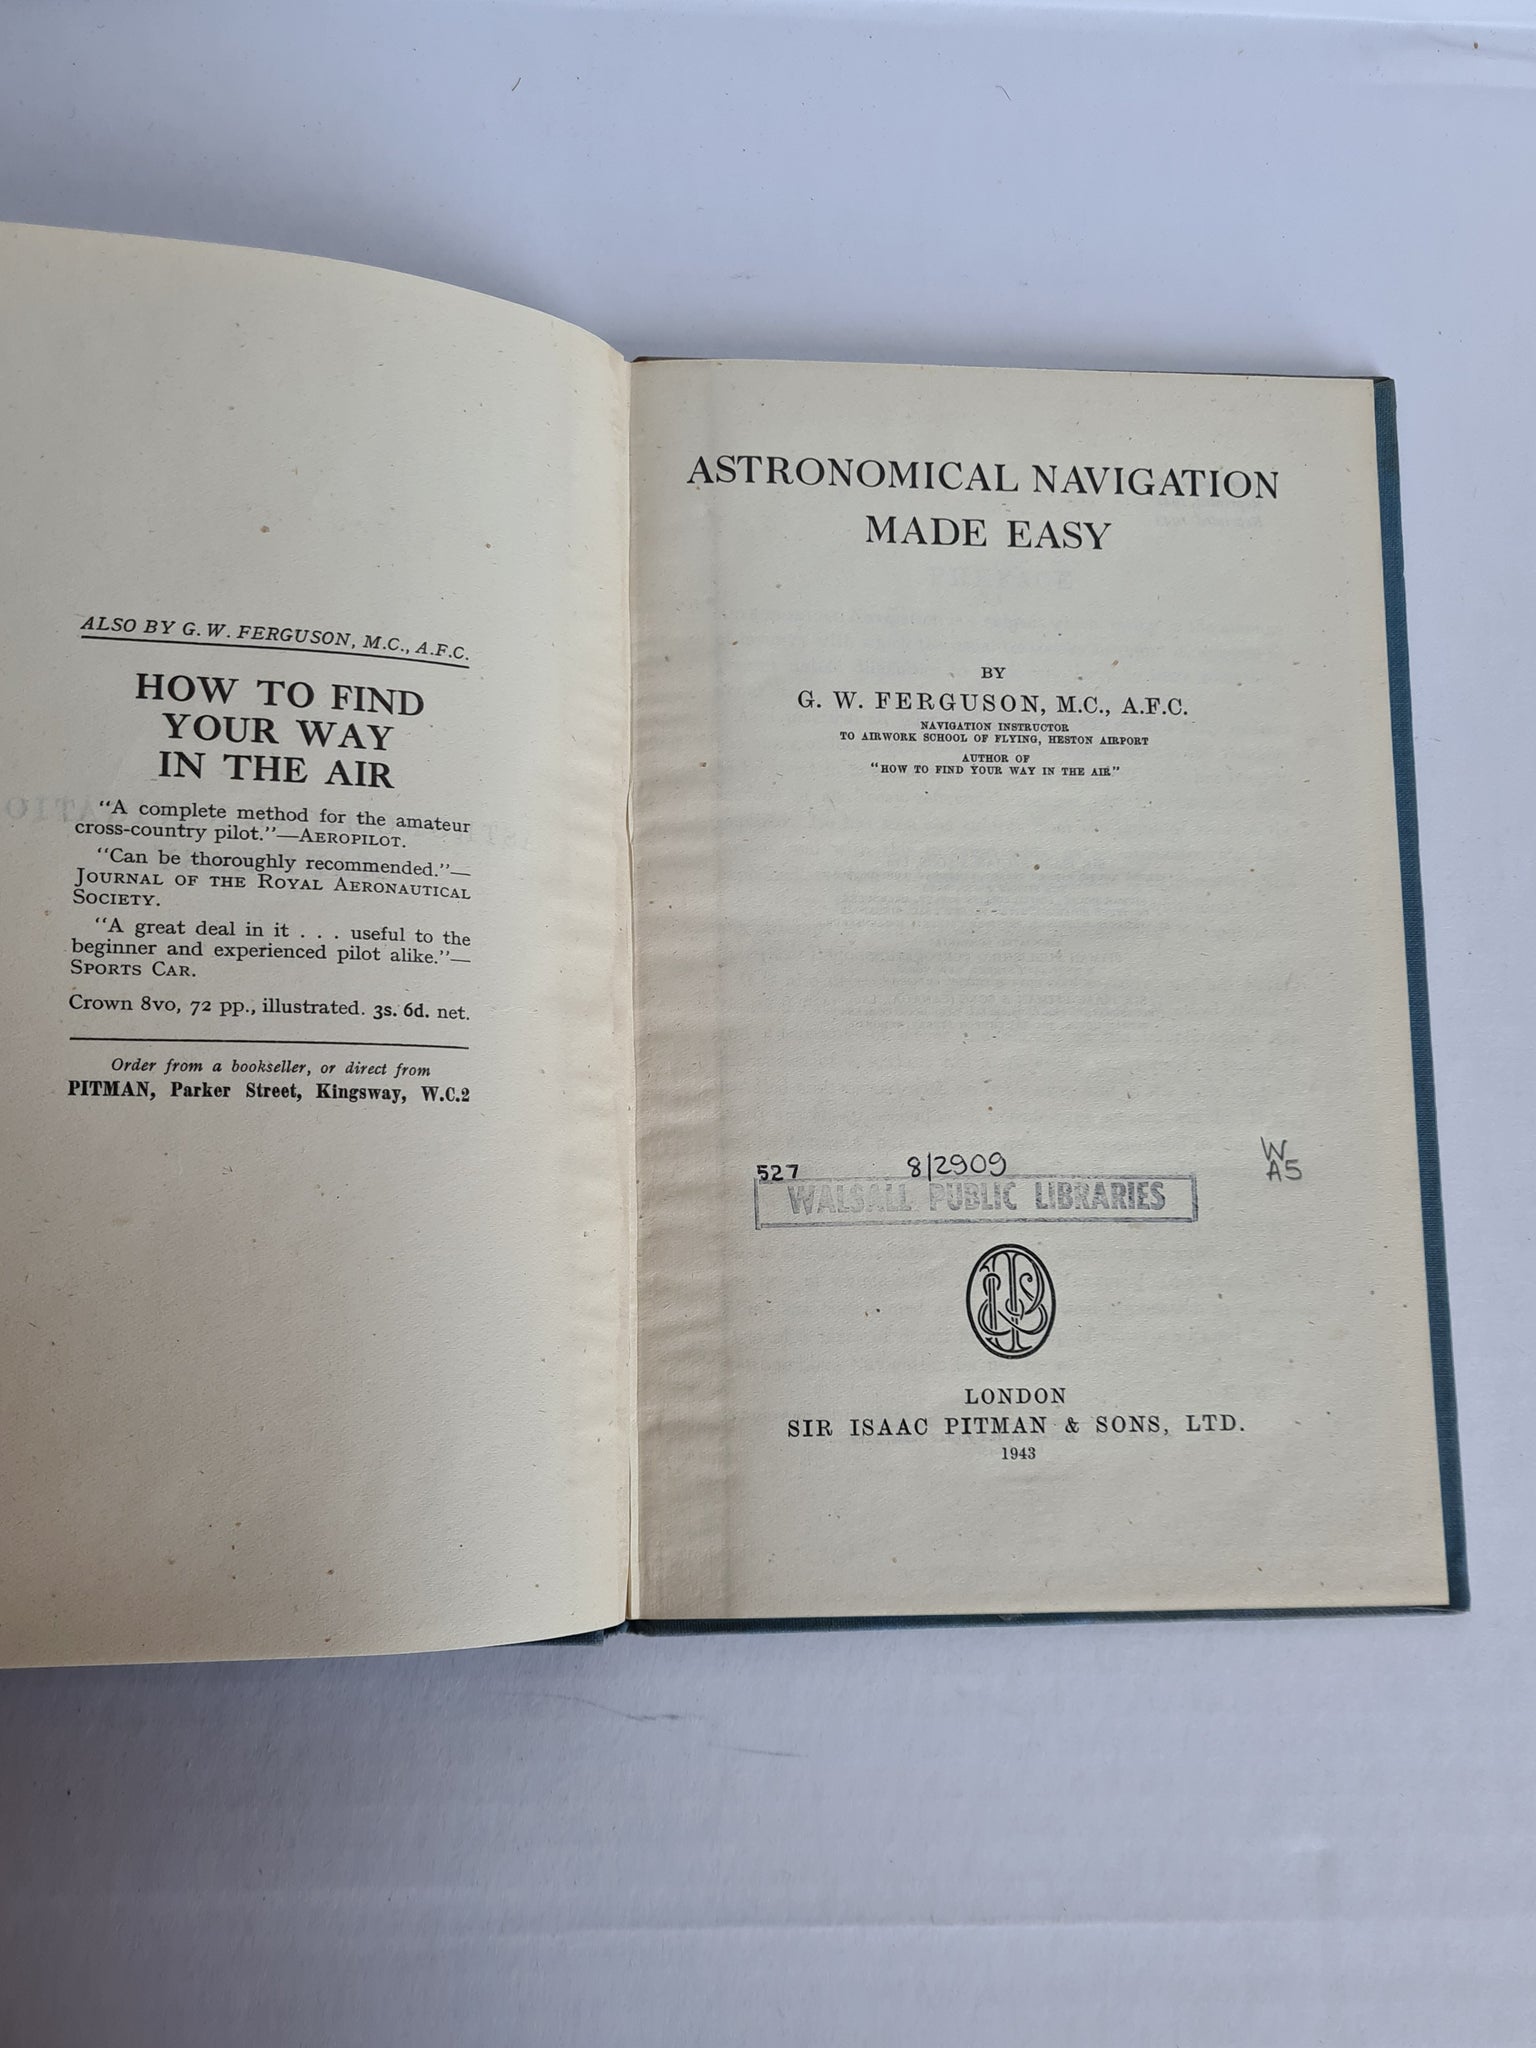 ALSO BY G. W. FERGUSON, M.C., A.F.C.
HOW TO FIND
YOUR WAY
IN THE AIR
"A complete method for the amateur
cross-country pilot."—AEROPILOT.
"Can be thoroughly recommended."—
JOURNAL OF THE ROYAL AERONAUTICAL
SOCIETY.
"A great deal in it . . . useful to the
beginner and experienced pilot alike."—
SPORTS CAR.
Crown 8vo, 72 pp., illustrated. 3s. 6d. net.
Order from a bookseller, or direct from
PITMAN, Parker Street, Kingsway, W.C.2
ASTRONOMICAL NAVIGATION
MADE EASY
BY
G. W. FERGUSON, M.C., A.F.C.
NAVIGATION INSTRUCTOR
TO AIRWORK SCHOOL OF FLYING, HESTON AIRPORT
AUTHOR OF
"HOW TO FIND YOUR WAY IN THE AIR"
527 8/2909
W
A5
WALSALL PUBLIC LIBRARIES
LONDON
SIR ISAAC PITMAN & SONS, LTD.
1943